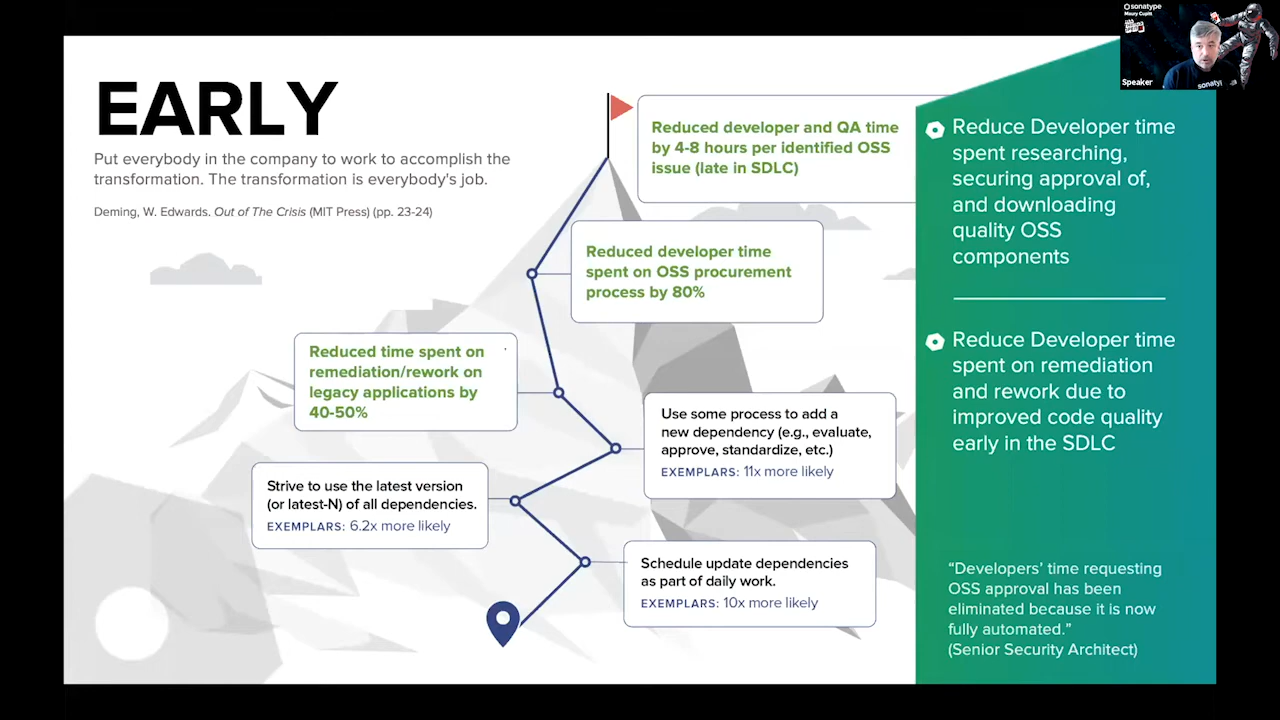 EARLY
Put everybody in the company to work to accomplish the
transformation. The transformation is everybody's job.
Deming, W. Edwards. Out of The Crisis (MIT Press) (pp. 23-24)
Reduced developer and QA time
by 4-8 hours per identified OSS
issue (late in SDLC)
Reduced developer time
spent on OSS procurement
process by 80%
Reduced time spent on
remediation/rework on
legacy applications by
40-50%
Use some process to add a
new dependency (e.g., evaluate,
approve, standardize, etc.)
EXEMPLARS: 11x more likely
Strive to use the latest version
(or latest-N) of all dependencies.
EXEMPLARS: 6.2x more likely
Schedule update dependencies
as part of daily work.
EXEMPLARS: 10x more likely
Reduce Developer time
spent researching,
securing approval of,
and downloading
quality OSS
components
Reduce Developer time
spent on remediation
and rework due to
improved code quality
early in the SDLC
“Developers’ time requesting
OSS approval has been
eliminated because it is now
fully automated.”
(Senior Security Architect)
sonatype
Maury Cupitt
Speaker